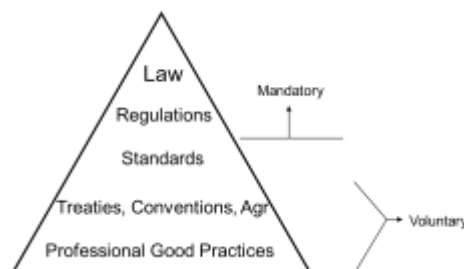 Law
Mandatory
Regulations
Standards
Treaties, Conventions, Agr
Voluntary
Professional Good Practices